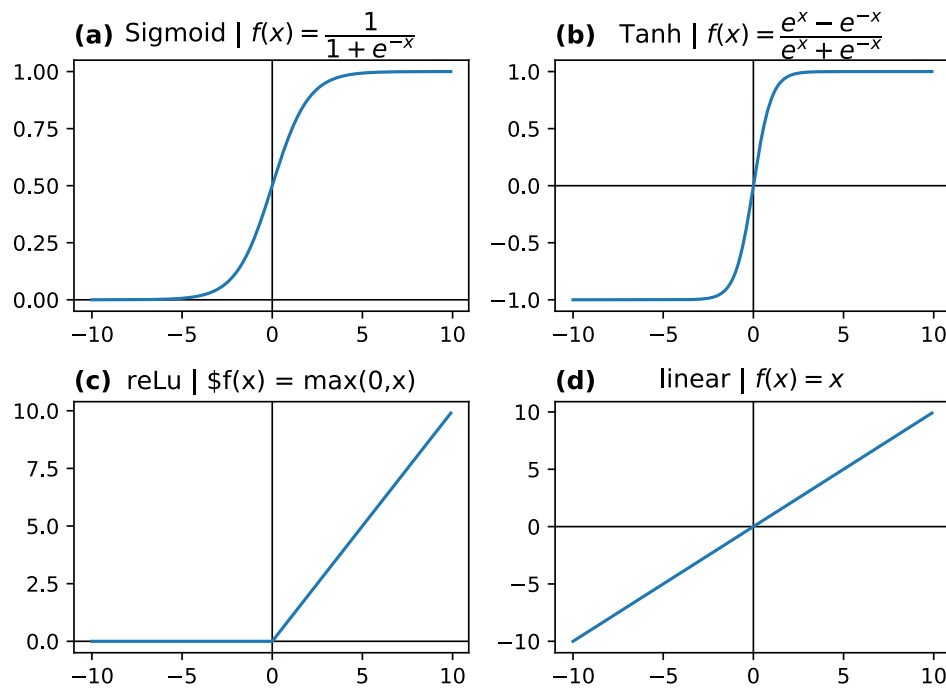 (a) Sigmoid | f(x) = \frac{1}{1 + e^{-x}}
1.00
0.75
0.50
0.25
0.00
−10 −5 0 5 10
(b) Tanh | f(x) = \frac{e^{x} − e^{−x}}{e^{x} + e^{−x}}
1.0
0.5
0.0
−0.5
−1.0
−10 −5 0 5 10
(c) reLu | $f(x) = max(0,x)
10.0
7.5
5.0
2.5
0.0
−10 −5 0 5 10
(d) linear | f(x) = x
10
5
0
−5
−10
−10 −5 0 5 10